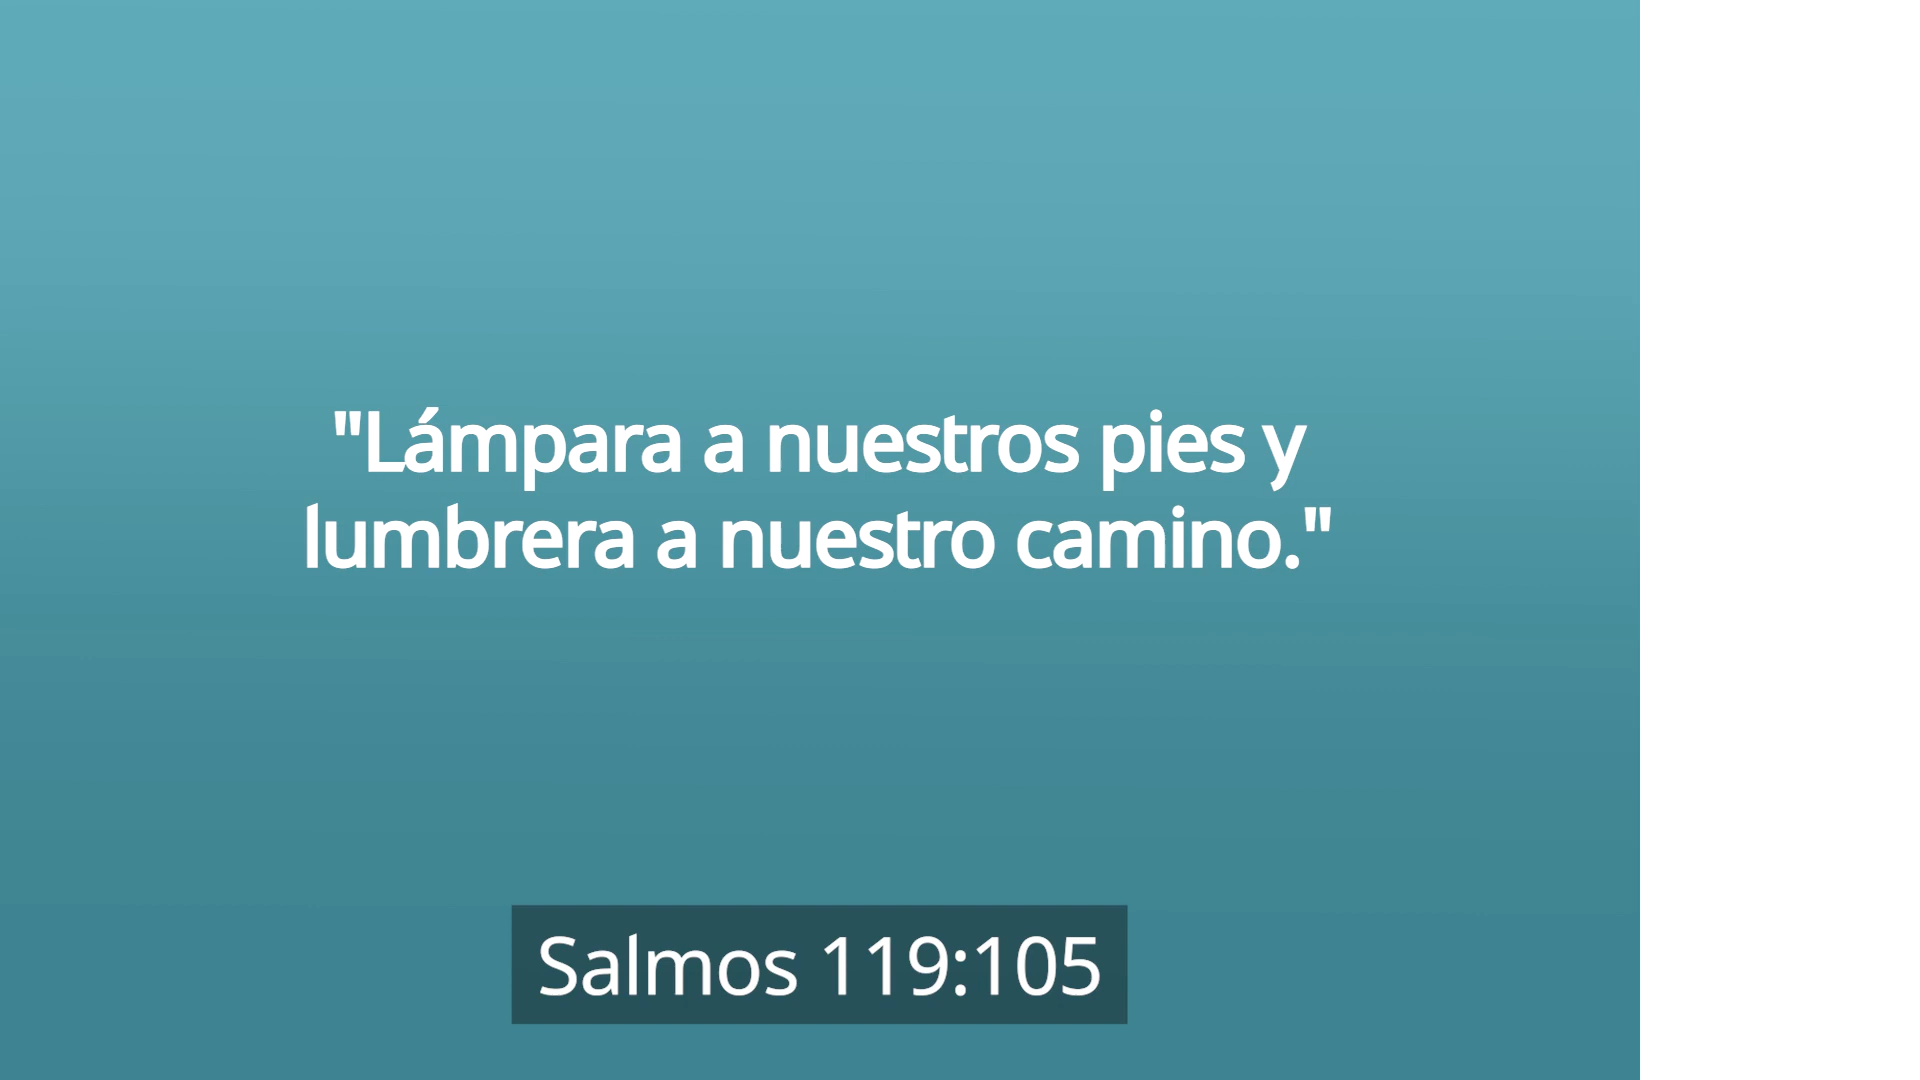 "Lámpara a nuestros pies y
lumbrera a nuestro camino."
Salmos 119:105